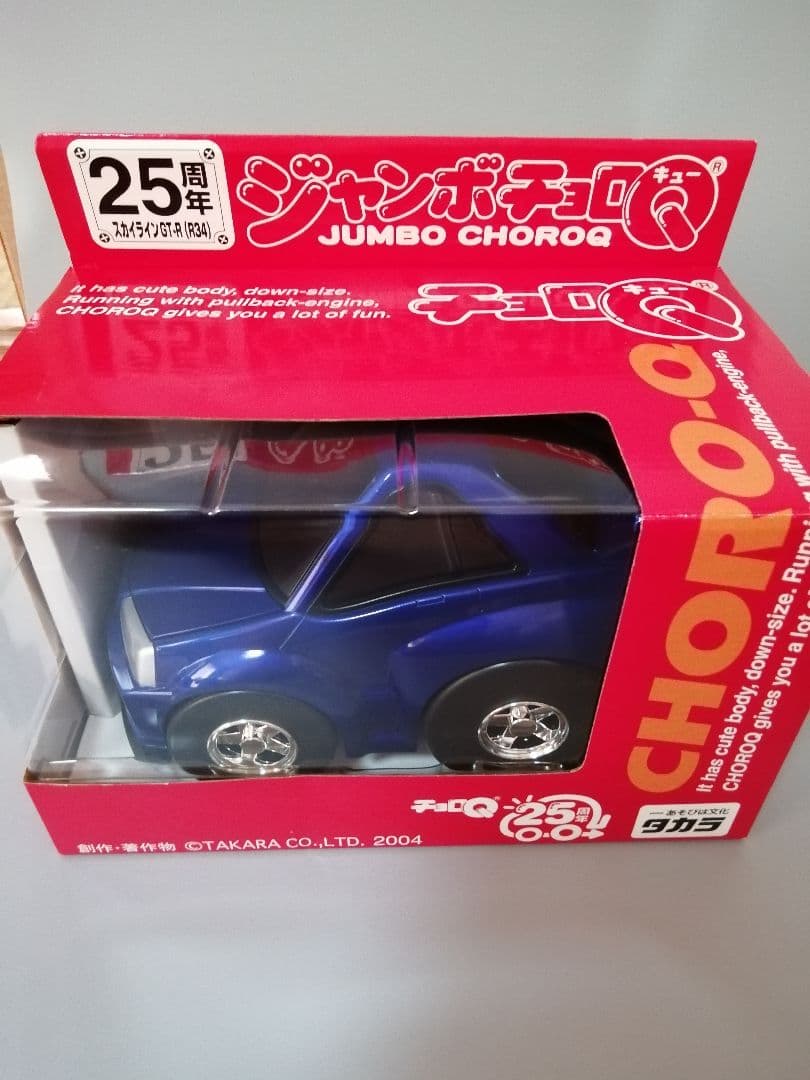 25周年
スカイラインGT-R (R34)
ジャンボチョロQ
キュー
®
JUMBO CHOROQ
It has cute body, down-size.
Running with pullback-engine,
CHOROQ gives you a lot of fun.
チョロQ
キュー
®
CHORO-Q
It has cute body, down-size. Runn
with pullback-engine,
CHOROQ gives you a lot
チョロQ
25周年
あそびは文化
タカラ
創作・著作物 ©TAKARA CO.,LTD. 2004